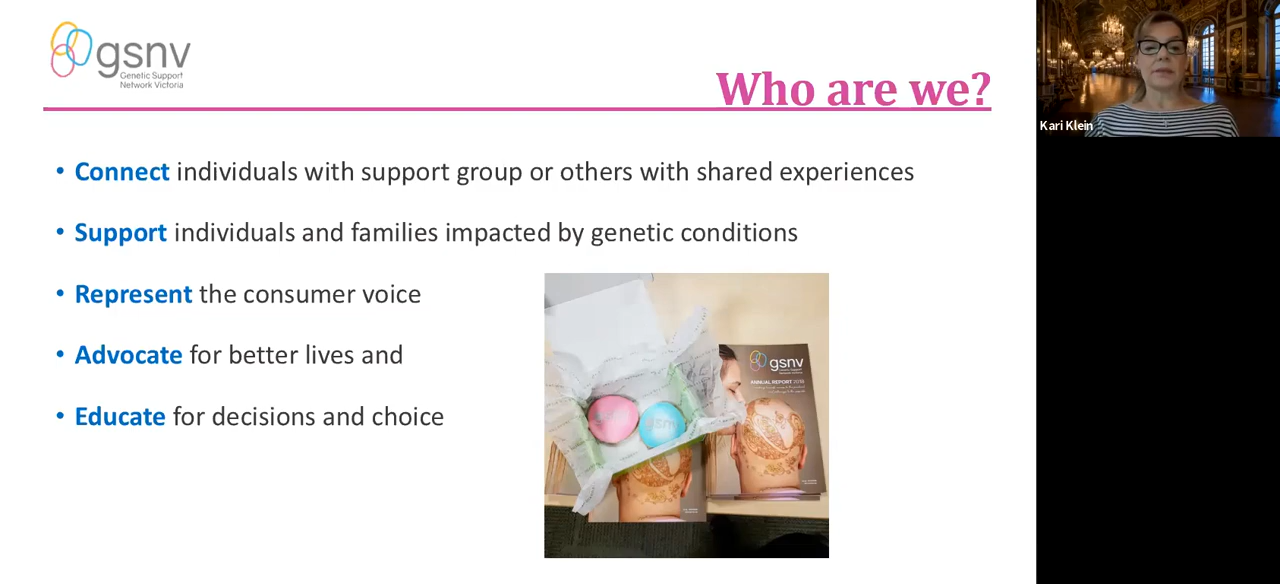 gsnv
Genetic Support
Network Victoria
Who are we?
• Connect individuals with support group or others with shared experiences
• Support individuals and families impacted by genetic conditions
• Represent the consumer voice
• Advocate for better lives and
• Educate for decisions and choice
gsnv
ANNUAL REPORT
gsnv
gsnv
Kari Klein